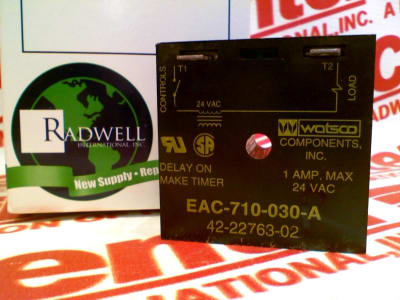 T1
T2
CONTROLS
LOAD
24 VAC
Watsco
COMPONENTS, INC.
DELAY ON
MAKE TIMER
1 AMP. MAX
24 VAC
EAC-710-030-A
42-22763-02
RADWELL
INTERNATIONAL, INC.
New Supply • Rep